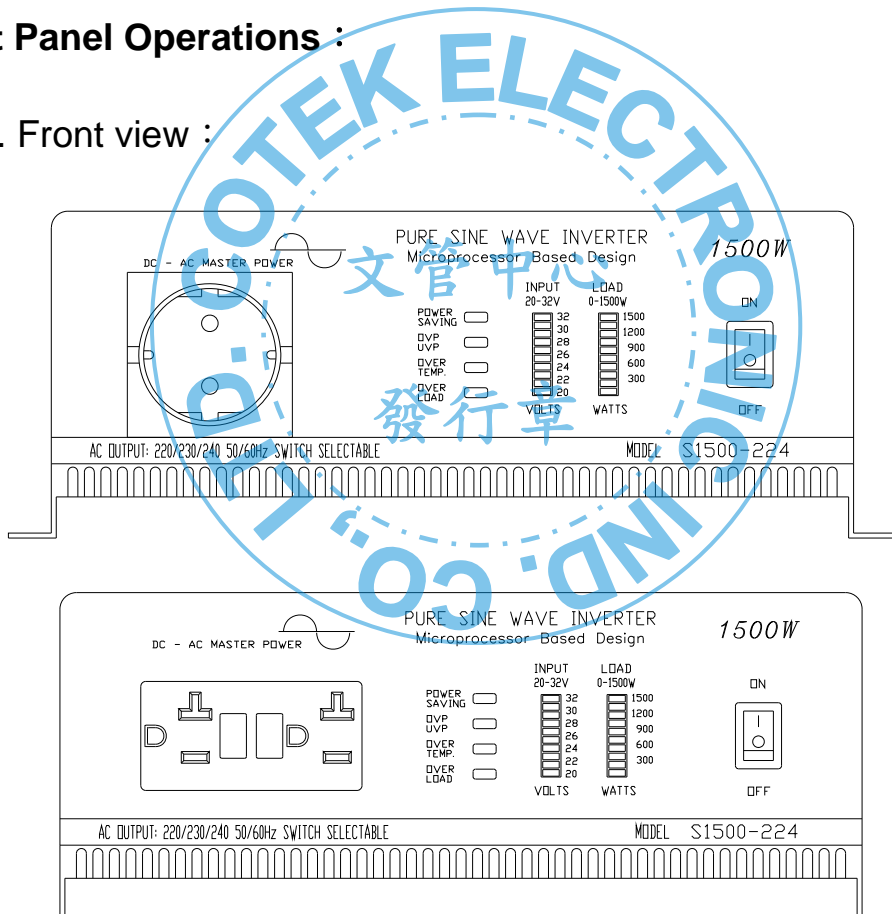 t Panel Operations：
. Front view：
COTEK ELECTRONIC IND. CO., LTD.
文管中心
發行章
PURE SINE WAVE INVERTER
Microprocessor Based Design
1500W
DC - AC MASTER POWER
INPUT
20-32V
LOAD
0-1500W
POWER
SAVING
OVP
UVP
OVER
TEMP.
OVER
LOAD
32
30
28
26
24
22
20
VOLTS
1500
1200
900
600
300
WATTS
ON
OFF
AC OUTPUT: 220/230/240 50/60Hz SWITCH SELECTABLE
MODEL S1500-224
PURE SINE WAVE INVERTER
Microprocessor Based Design
1500W
DC - AC MASTER POWER
INPUT
20-32V
LOAD
0-1500W
POWER
SAVING
OVP
UVP
OVER
TEMP.
OVER
LOAD
32
30
28
26
24
22
20
VOLTS
1500
1200
900
600
300
WATTS
ON
OFF
AC OUTPUT: 220/230/240 50/60Hz SWITCH SELECTABLE
MODEL S1500-224